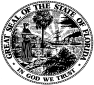 GREAT SEAL OF THE STATE OF FLORIDA
IN GOD WE TRUST